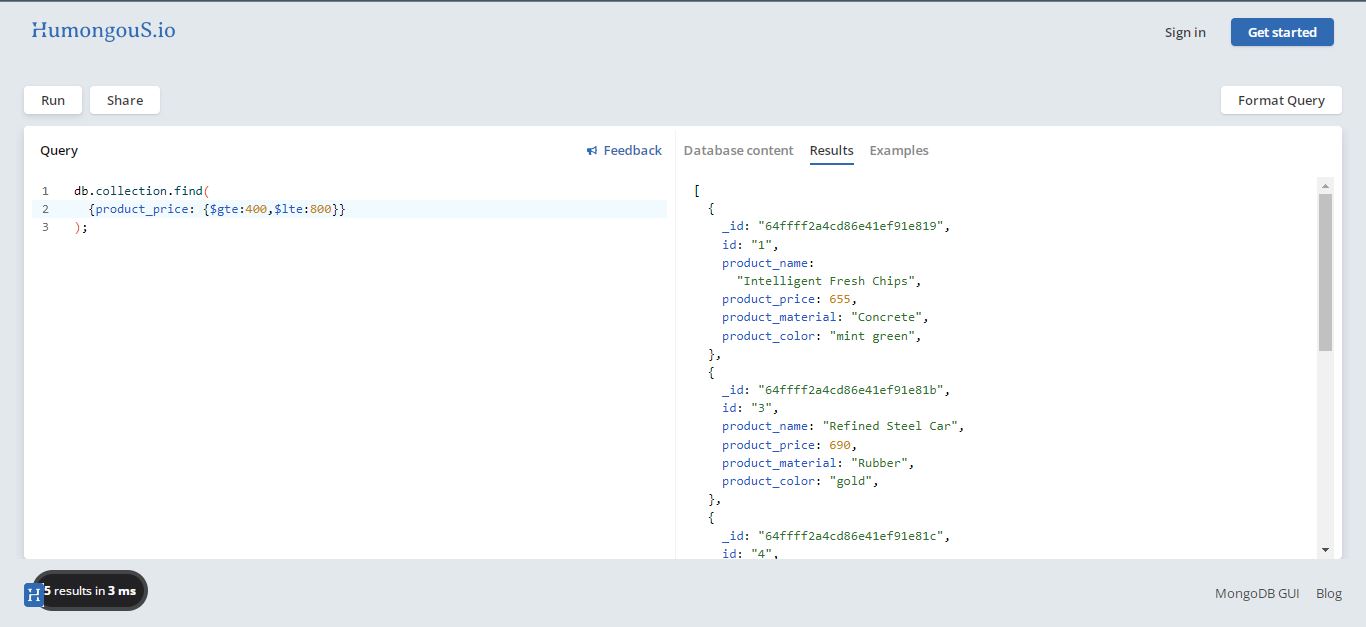 HumongouS.io
Sign in
Get started
Run
Share
Format Query
Query
Feedback
Database content
Results
Examples
1 db.collection.find(
2 {product_price: {$gte:400,$lte:800}}
3 );
[
{
_id: "64ffff2a4cd86e41ef91e819",
id: "1",
product_name:
"Intelligent Fresh Chips",
product_price: 655,
product_material: "Concrete",
product_color: "mint green",
},
{
_id: "64ffff2a4cd86e41ef91e81b",
id: "3",
product_name: "Refined Steel Car",
product_price: 690,
product_material: "Rubber",
product_color: "gold",
},
{
_id: "64ffff2a4cd86e41ef91e81c",
id: "4",
H
5 results in 3 ms
MongoDB GUI
Blog